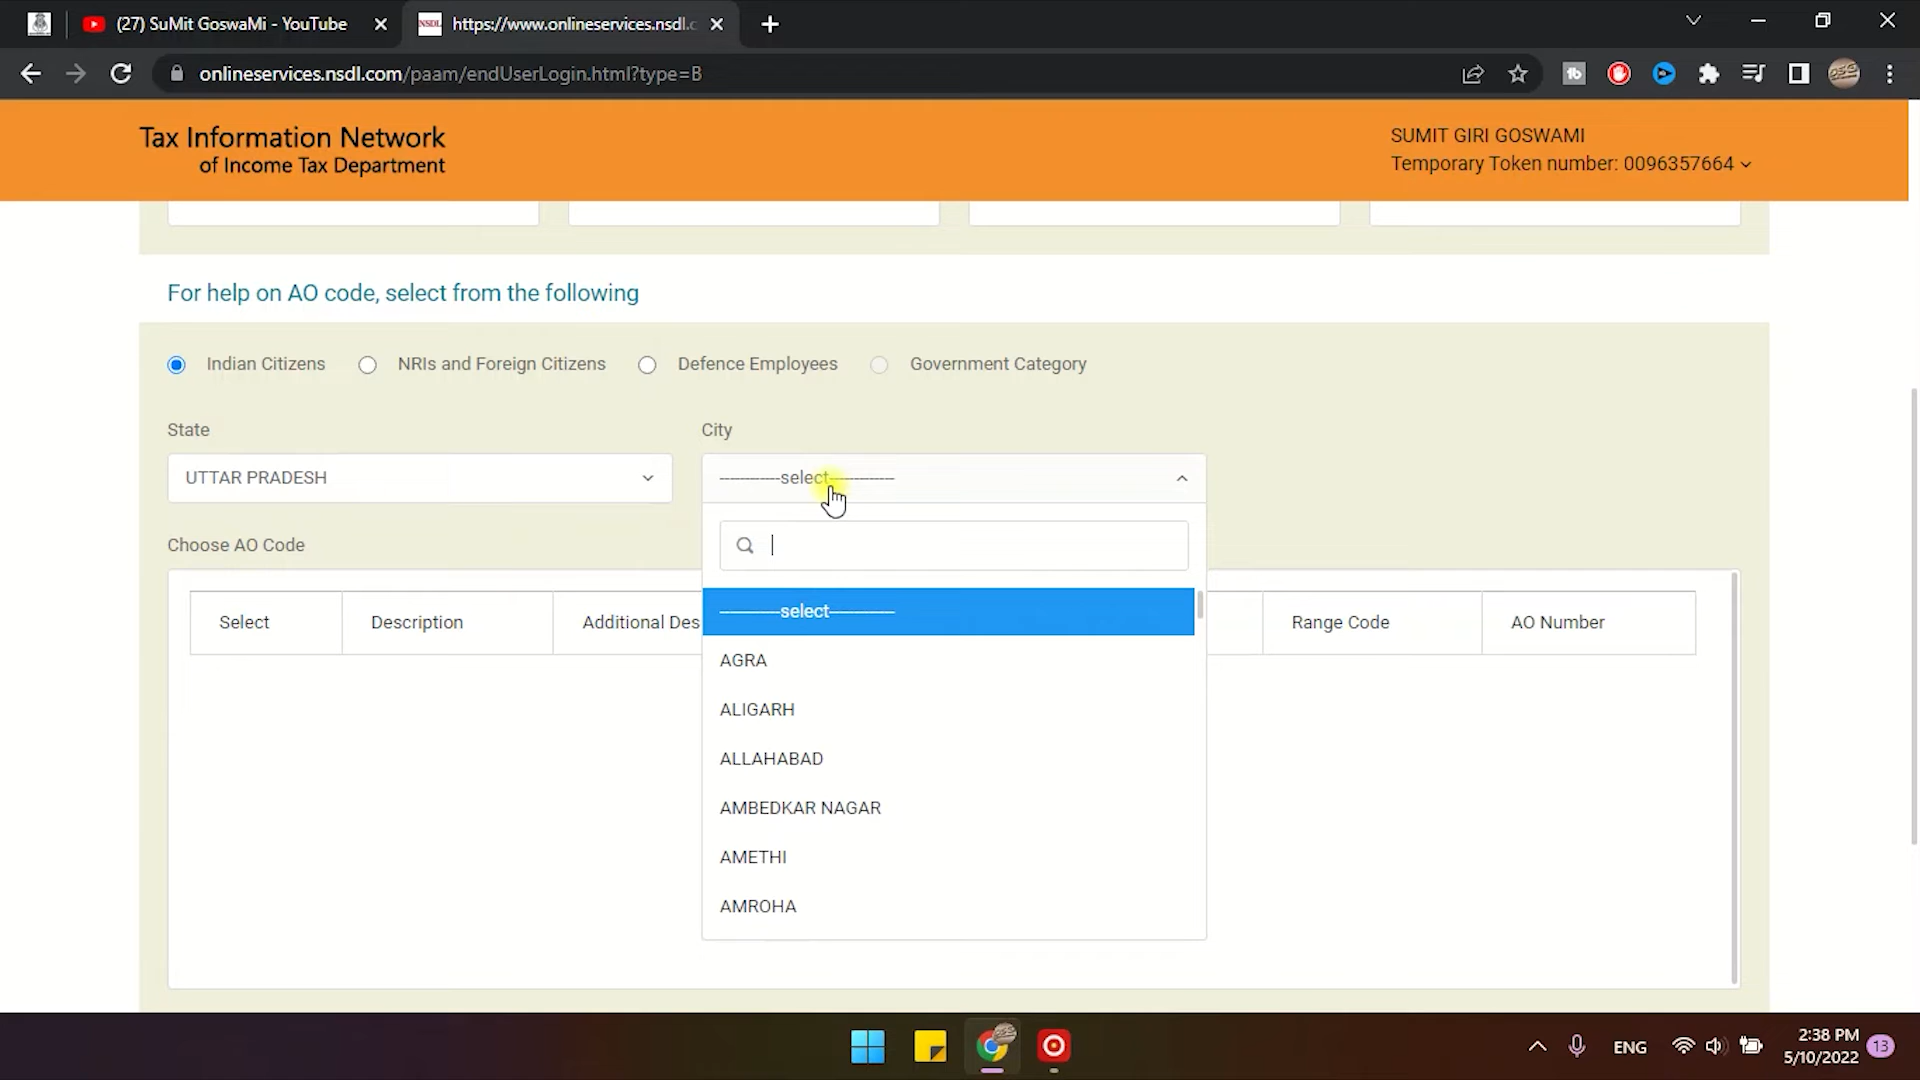 (27) SuMit GoswaMi - YouTube
NSDL
https://www.onlineservices.nsdl.c
onlineservices.nsdl.com/paam/endUserLogin.html?type=B
Tax Information Network
of Income Tax Department
SUMIT GIRI GOSWAMI
Temporary Token number: 0096357664
For help on AO code, select from the following
Indian Citizens
NRIs and Foreign Citizens
Defence Employees
Government Category
State
City
UTTAR PRADESH
------------select-------------
Choose AO Code
Select
Description
Additional Des
Range Code
AO Number
------------select-------------
AGRA
ALIGARH
ALLAHABAD
AMBEDKAR NAGAR
AMETHI
AMROHA
ENG
2:38 PM
5/10/2022
13